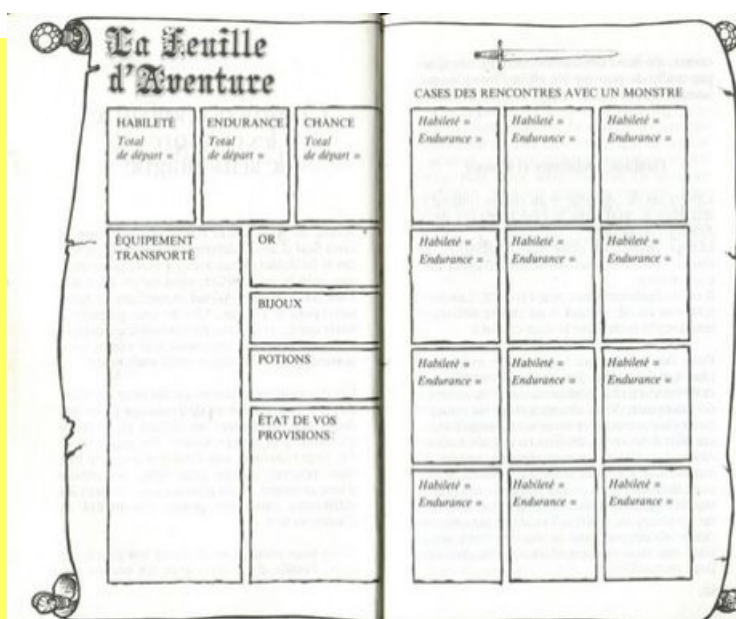 La Feuille
d'Aventure
HABILETÉ
Total
de départ =
ENDURANCE
Total
de départ =
CHANCE
Total
de départ =
ÉQUIPEMENT
TRANSPORTÉ
OR
BIJOUX
POTIONS
ÉTAT DE VOS
PROVISIONS
CASES DES RENCONTRES AVEC UN MONSTRE
Habileté =
Endurance =
Habileté =
Endurance =
Habileté =
Endurance =
Habileté =
Endurance =
Habileté =
Endurance =
Habileté =
Endurance =
Habileté =
Endurance =
Habileté =
Endurance =
Habileté =
Endurance =
Habileté =
Endurance =
Habileté =
Endurance =
Habileté =
Endurance =